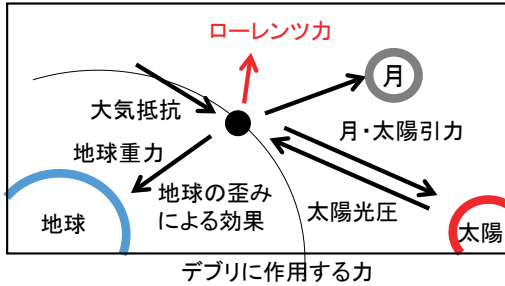 ローレンツ力
月
大気抵抗
月・太陽引力
地球重力
地球の歪み
による効果
太陽光圧
地球
太陽
デブリに作用する力